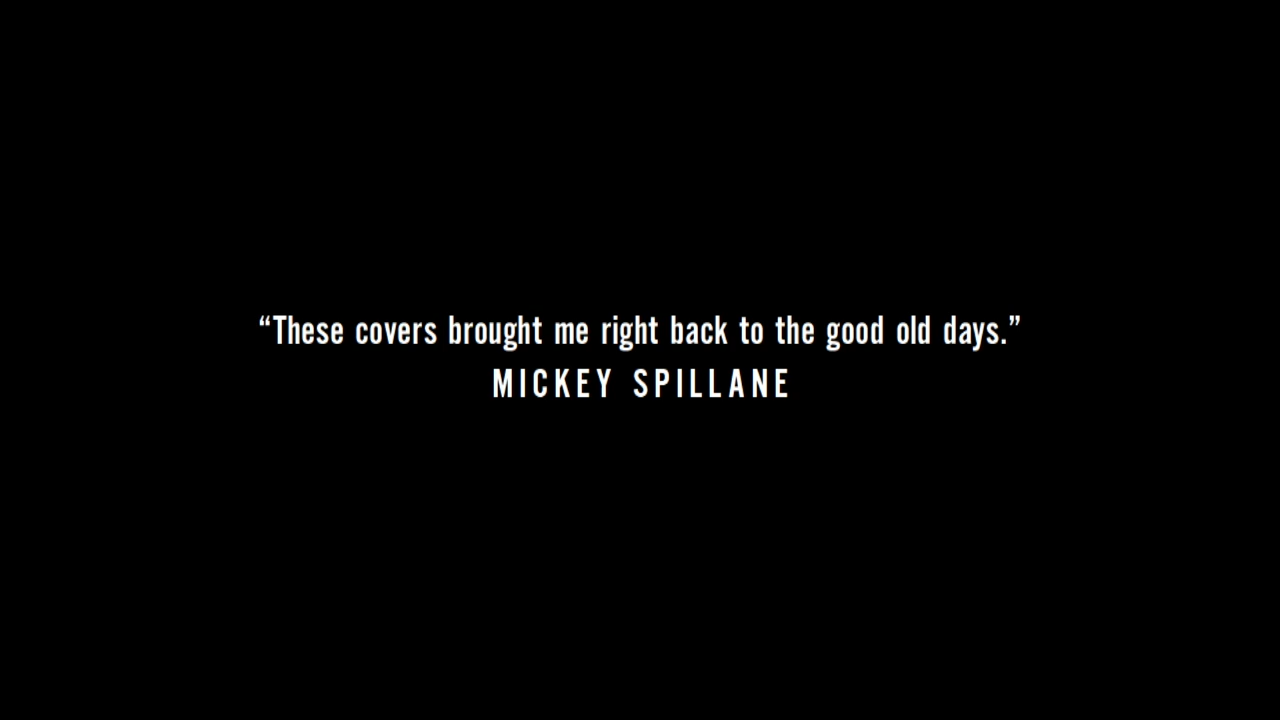 “These covers brought me right back to the good old days.”
MICKEY SPILLANE